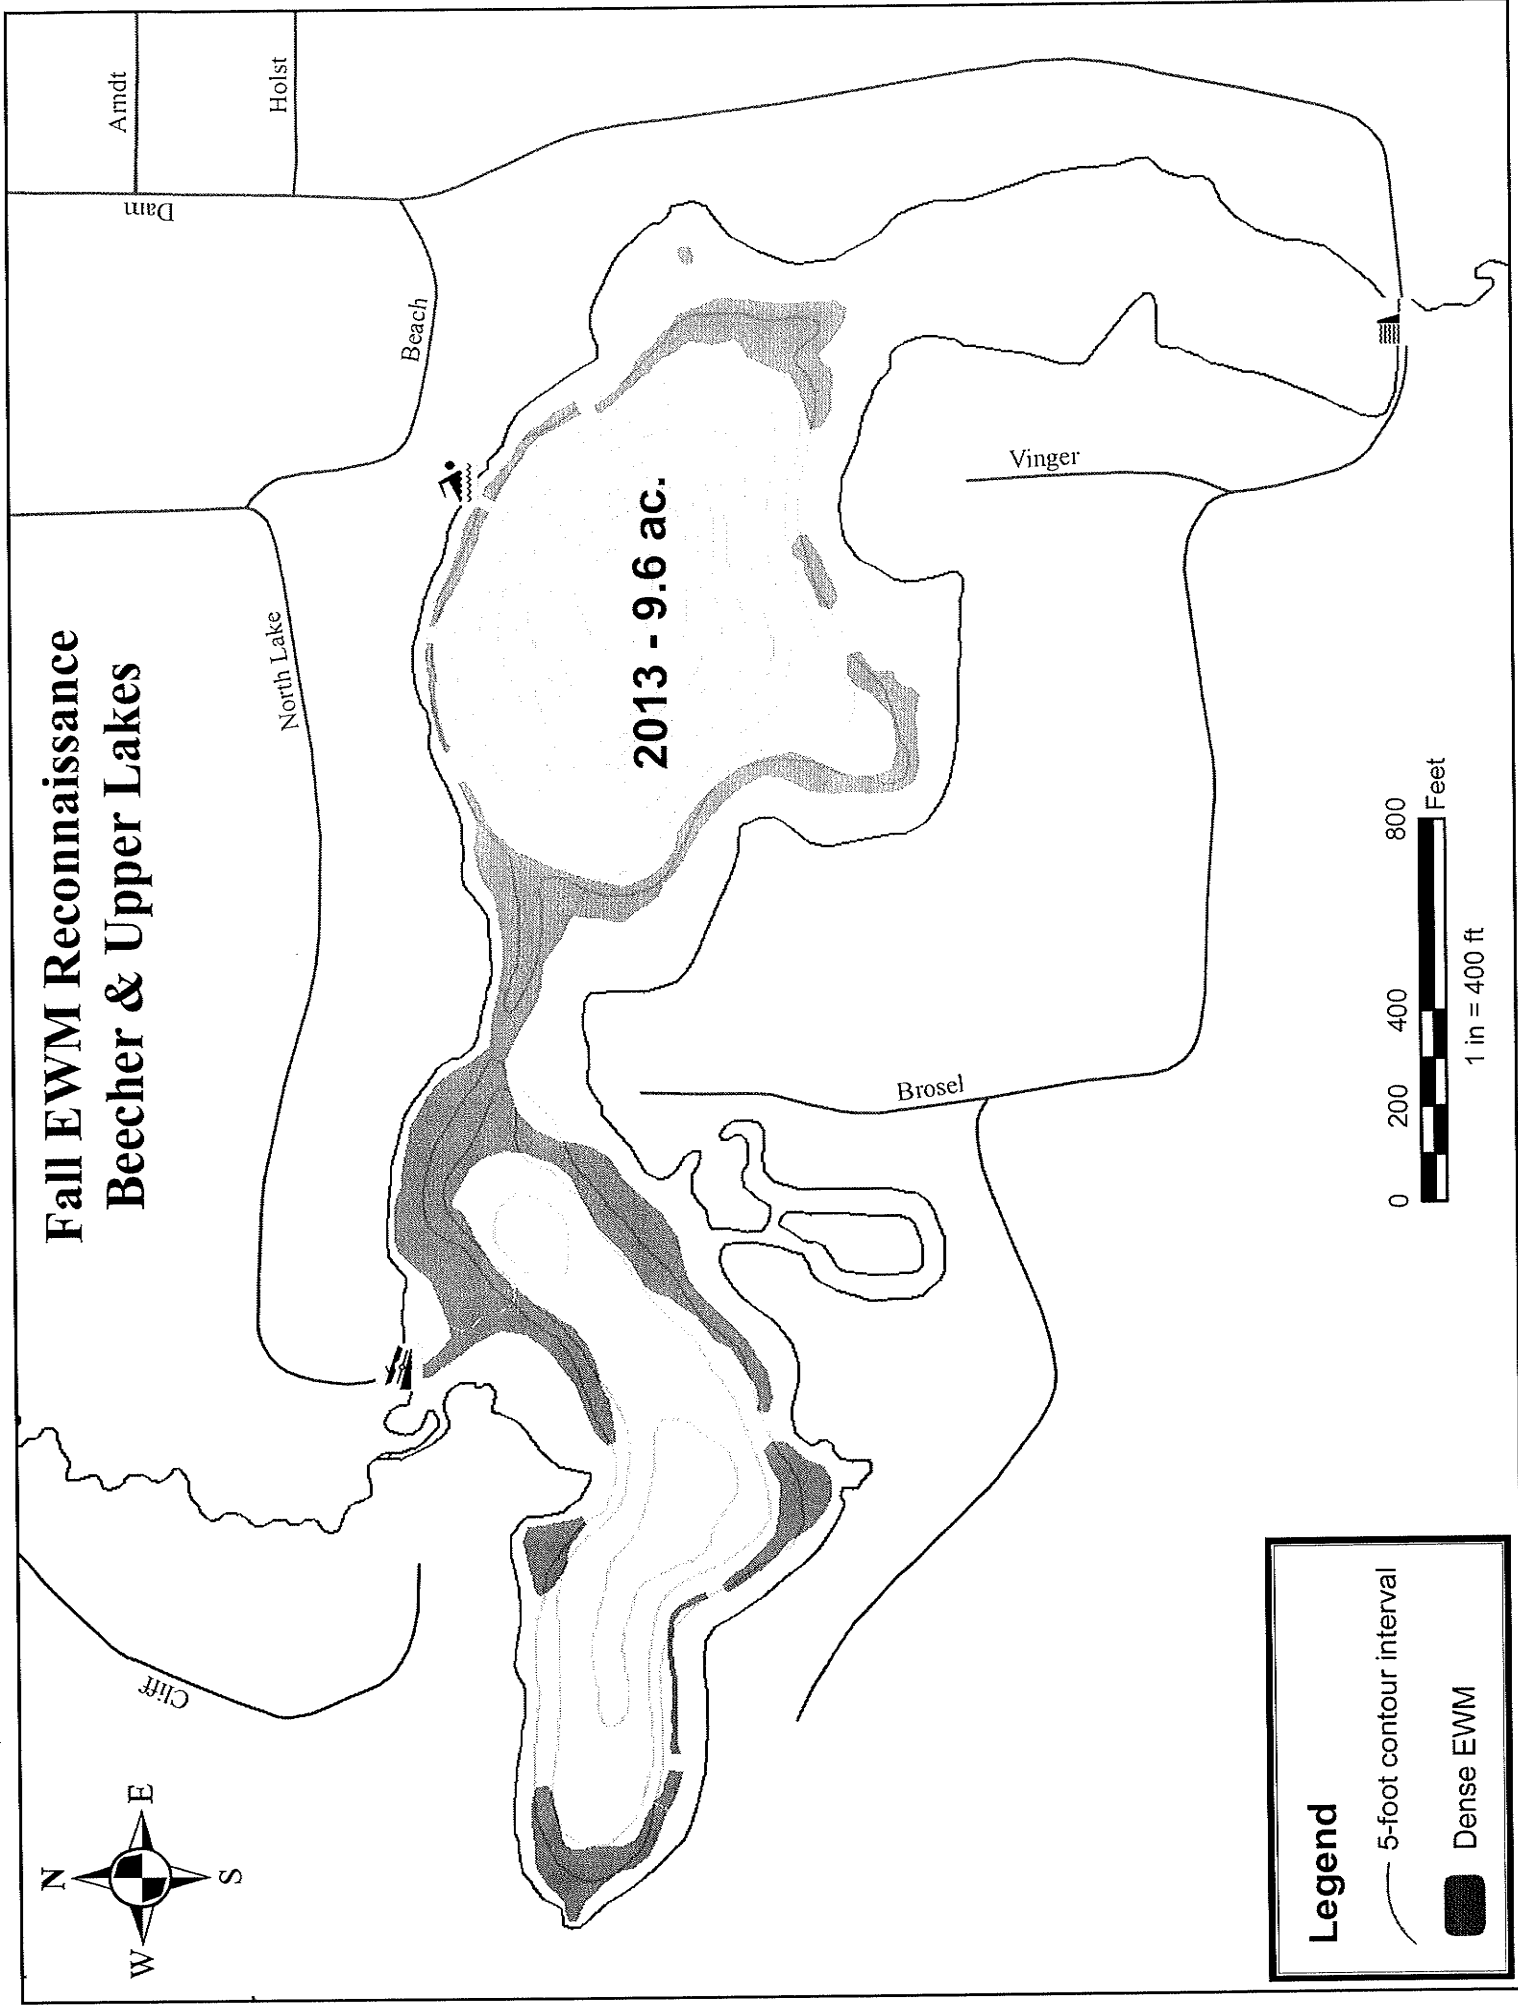 Fall EWM Reconnaissance
Beecher & Upper Lakes
N
W
E
S
Arndt
Holst
Dam
Beach
North Lake
Cliff
2013 - 9.6 ac.
Vinger
Brosel
Legend
5-foot contour interval
Dense EWM
0 200 400 800
Feet
1 in = 400 ft